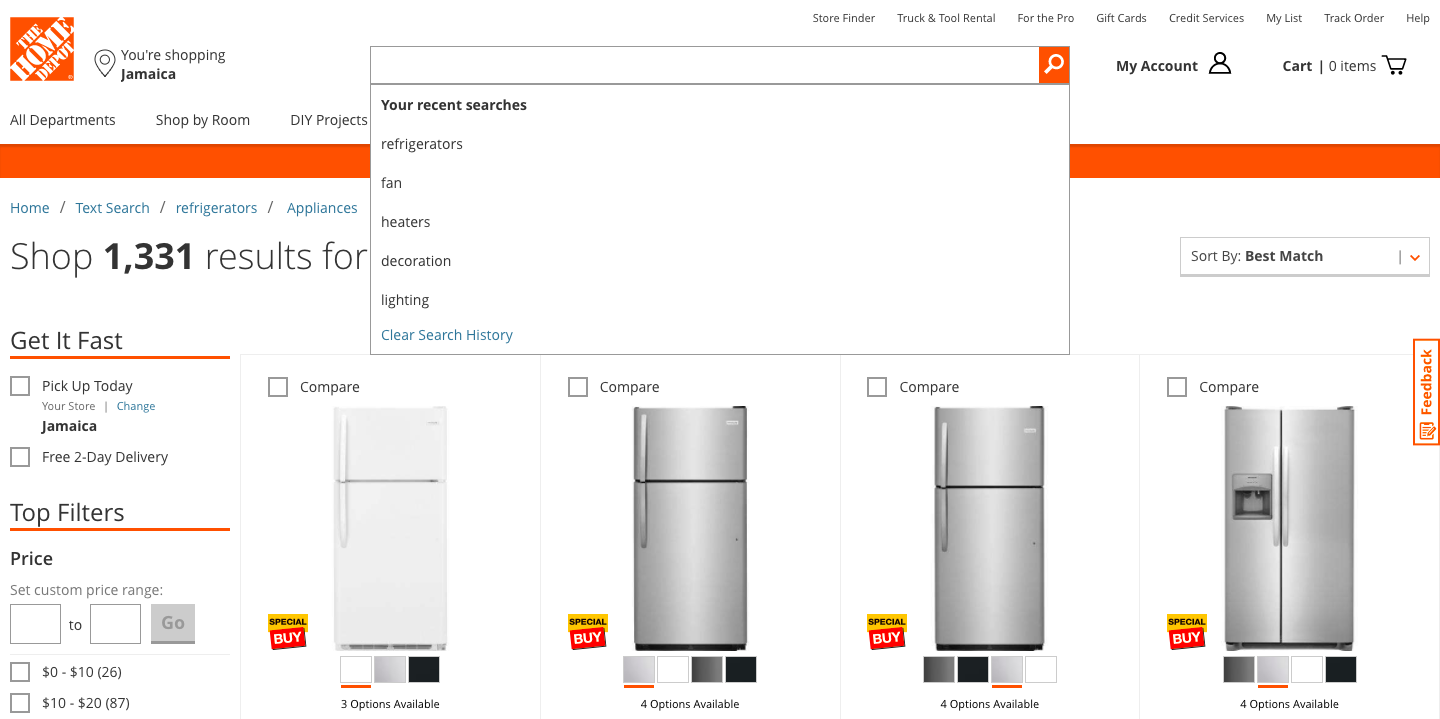 Store Finder Truck & Tool Rental For the Pro Gift Cards Credit Services My List Track Order Help
THE HOME DEPOT
You're shopping
Jamaica
My Account
Cart | 0 items
All Departments Shop by Room DIY Projects
Your recent searches
refrigerators
fan
heaters
decoration
lighting
Clear Search History
Home / Text Search / refrigerators / Appliances
Shop 1,331 results for
Sort By: Best Match |
Get It Fast
Pick Up Today
Your Store | Change
Jamaica
Free 2-Day Delivery
Top Filters
Price
Set custom price range:
to Go
$0 - $10 (26)
$10 - $20 (87)
Compare
SPECIAL
BUY
3 Options Available
Compare
SPECIAL
BUY
4 Options Available
Compare
SPECIAL
BUY
4 Options Available
Compare
SPECIAL
BUY
4 Options Available
Feedback